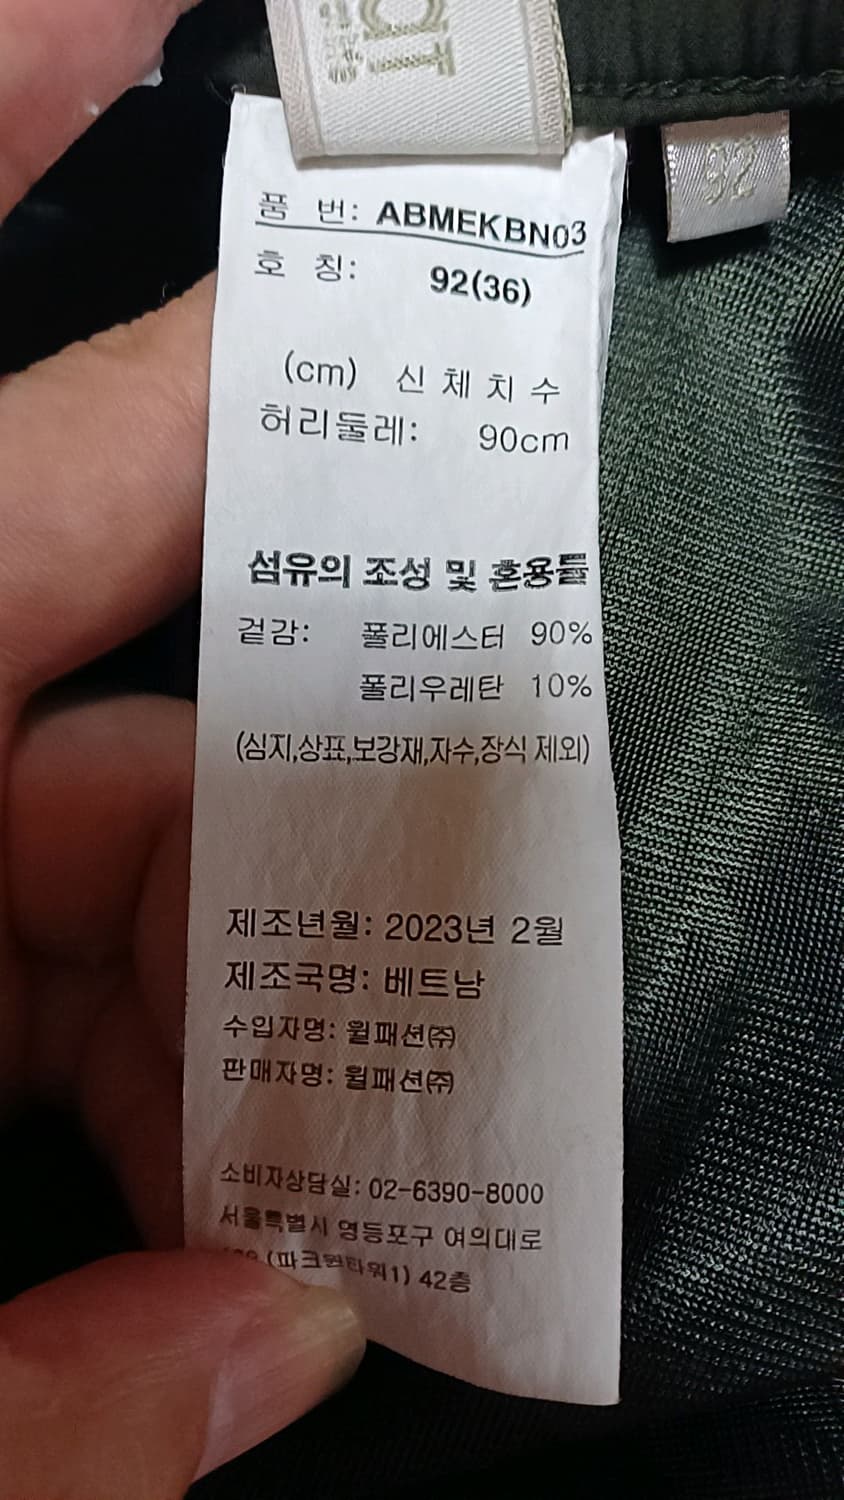 92
품 번: ABMEKBN03
호 칭: 92(36)
(cm) 신 체 치 수
허리둘레: 90cm
섬유의 조성 및 혼용률
겉감: 폴리에스터 90%
폴리우레탄 10%
(심지,상표,보강재,자수,장식 제외)
제조년월: 2023년 2월
제조국명: 베트남
수입자명: 월패션㈜
판매자명: 월패션㈜
소비자상담실: 02-6390-8000
서울특별시 영등포구 여의대로
(파크원타워1) 42층